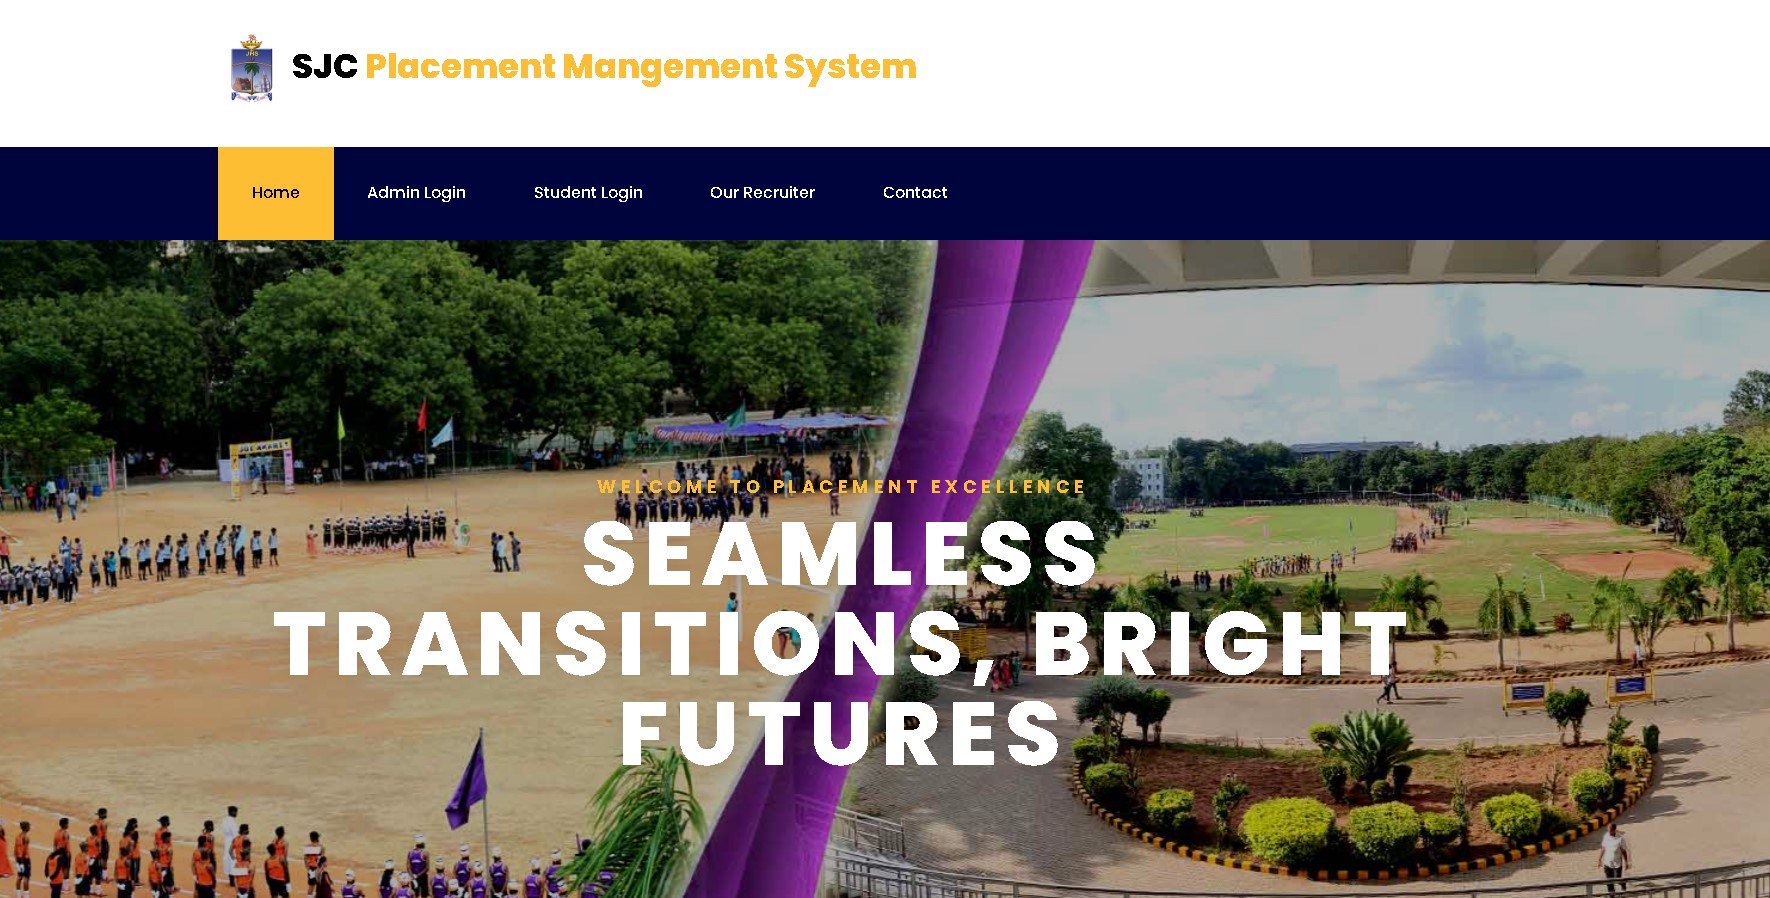 SJC Placement Mangement System
Home Admin Login Student Login Our Recruiter Contact
WELCOME TO PLACEMENT EXCELLENCE
SEAMLESS
TRANSITIONS, BRIGHT
FUTURES